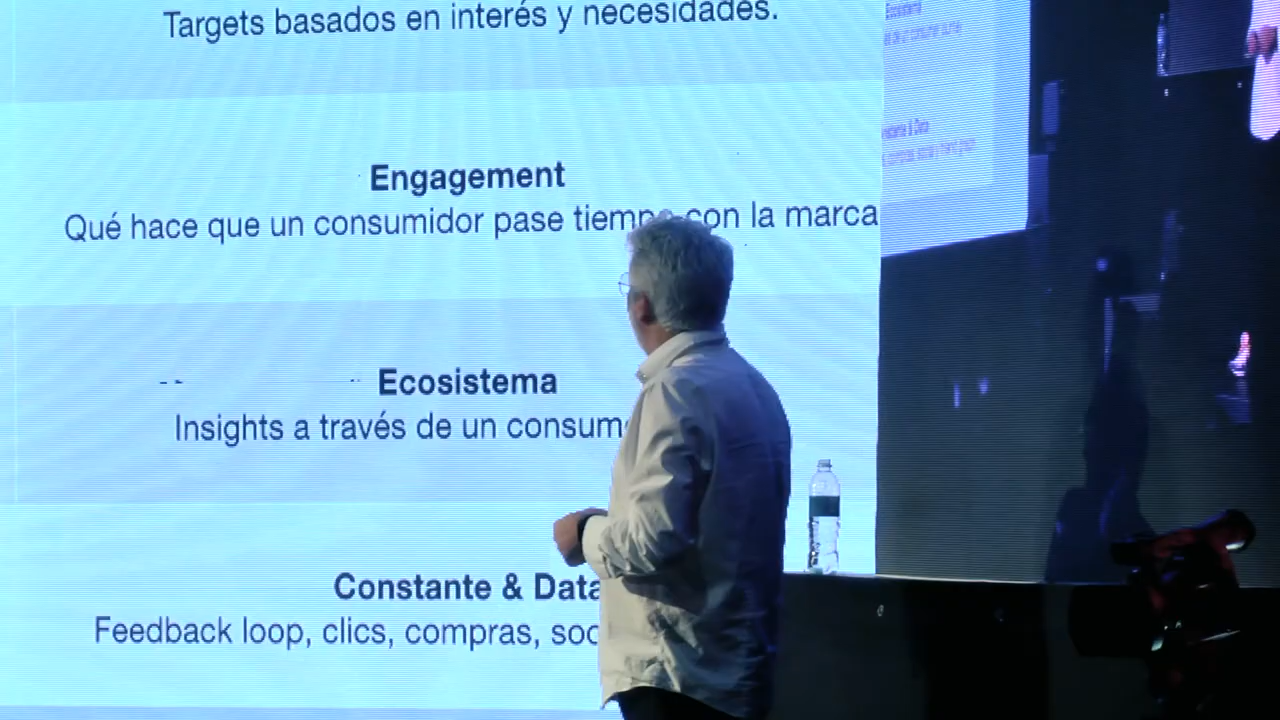 Targets basados en interés y necesidades.
Engagement
Qué hace que un consumidor pase tiempo con la marca
Ecosistema
Insights a través de un
Constante & Data
Feedback loop, clics, compras,